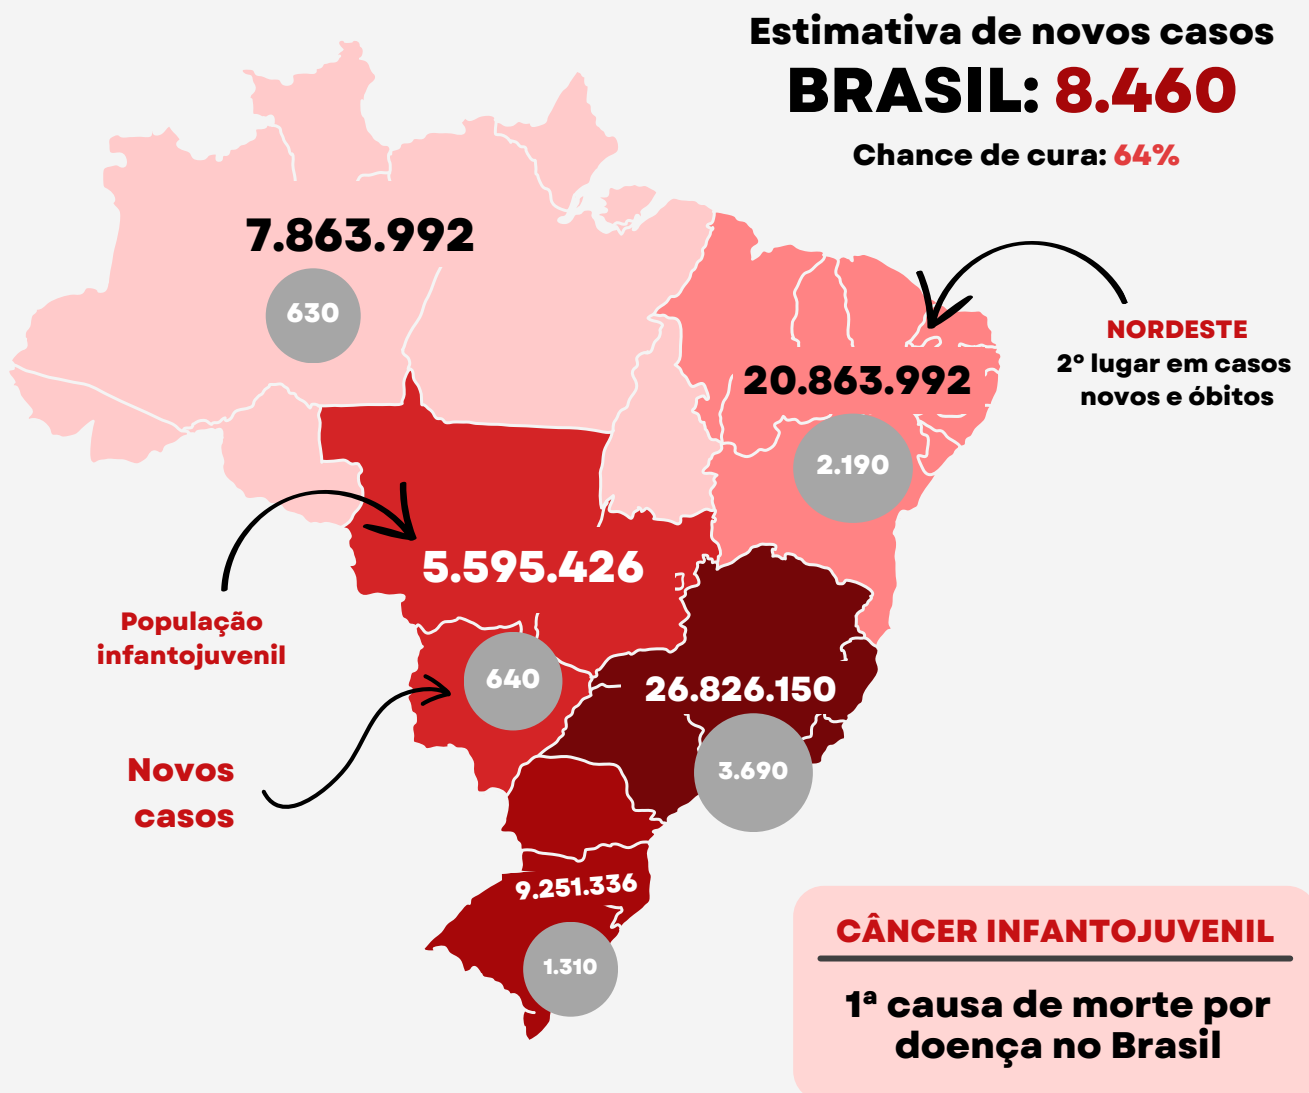 Estimativa de novos casos
BRASIL: 8.460
Chance de cura: 64%
7.863.992
630
NORDESTE
2º lugar em casos
novos e óbitos
20.863.992
2.190
5.595.426
População
infantojuvenil
640
26.826.150
Novos
casos
3.690
9.251.336
1.310
CÂNCER INFANTOJUVENIL
1ª causa de morte por
doença no Brasil